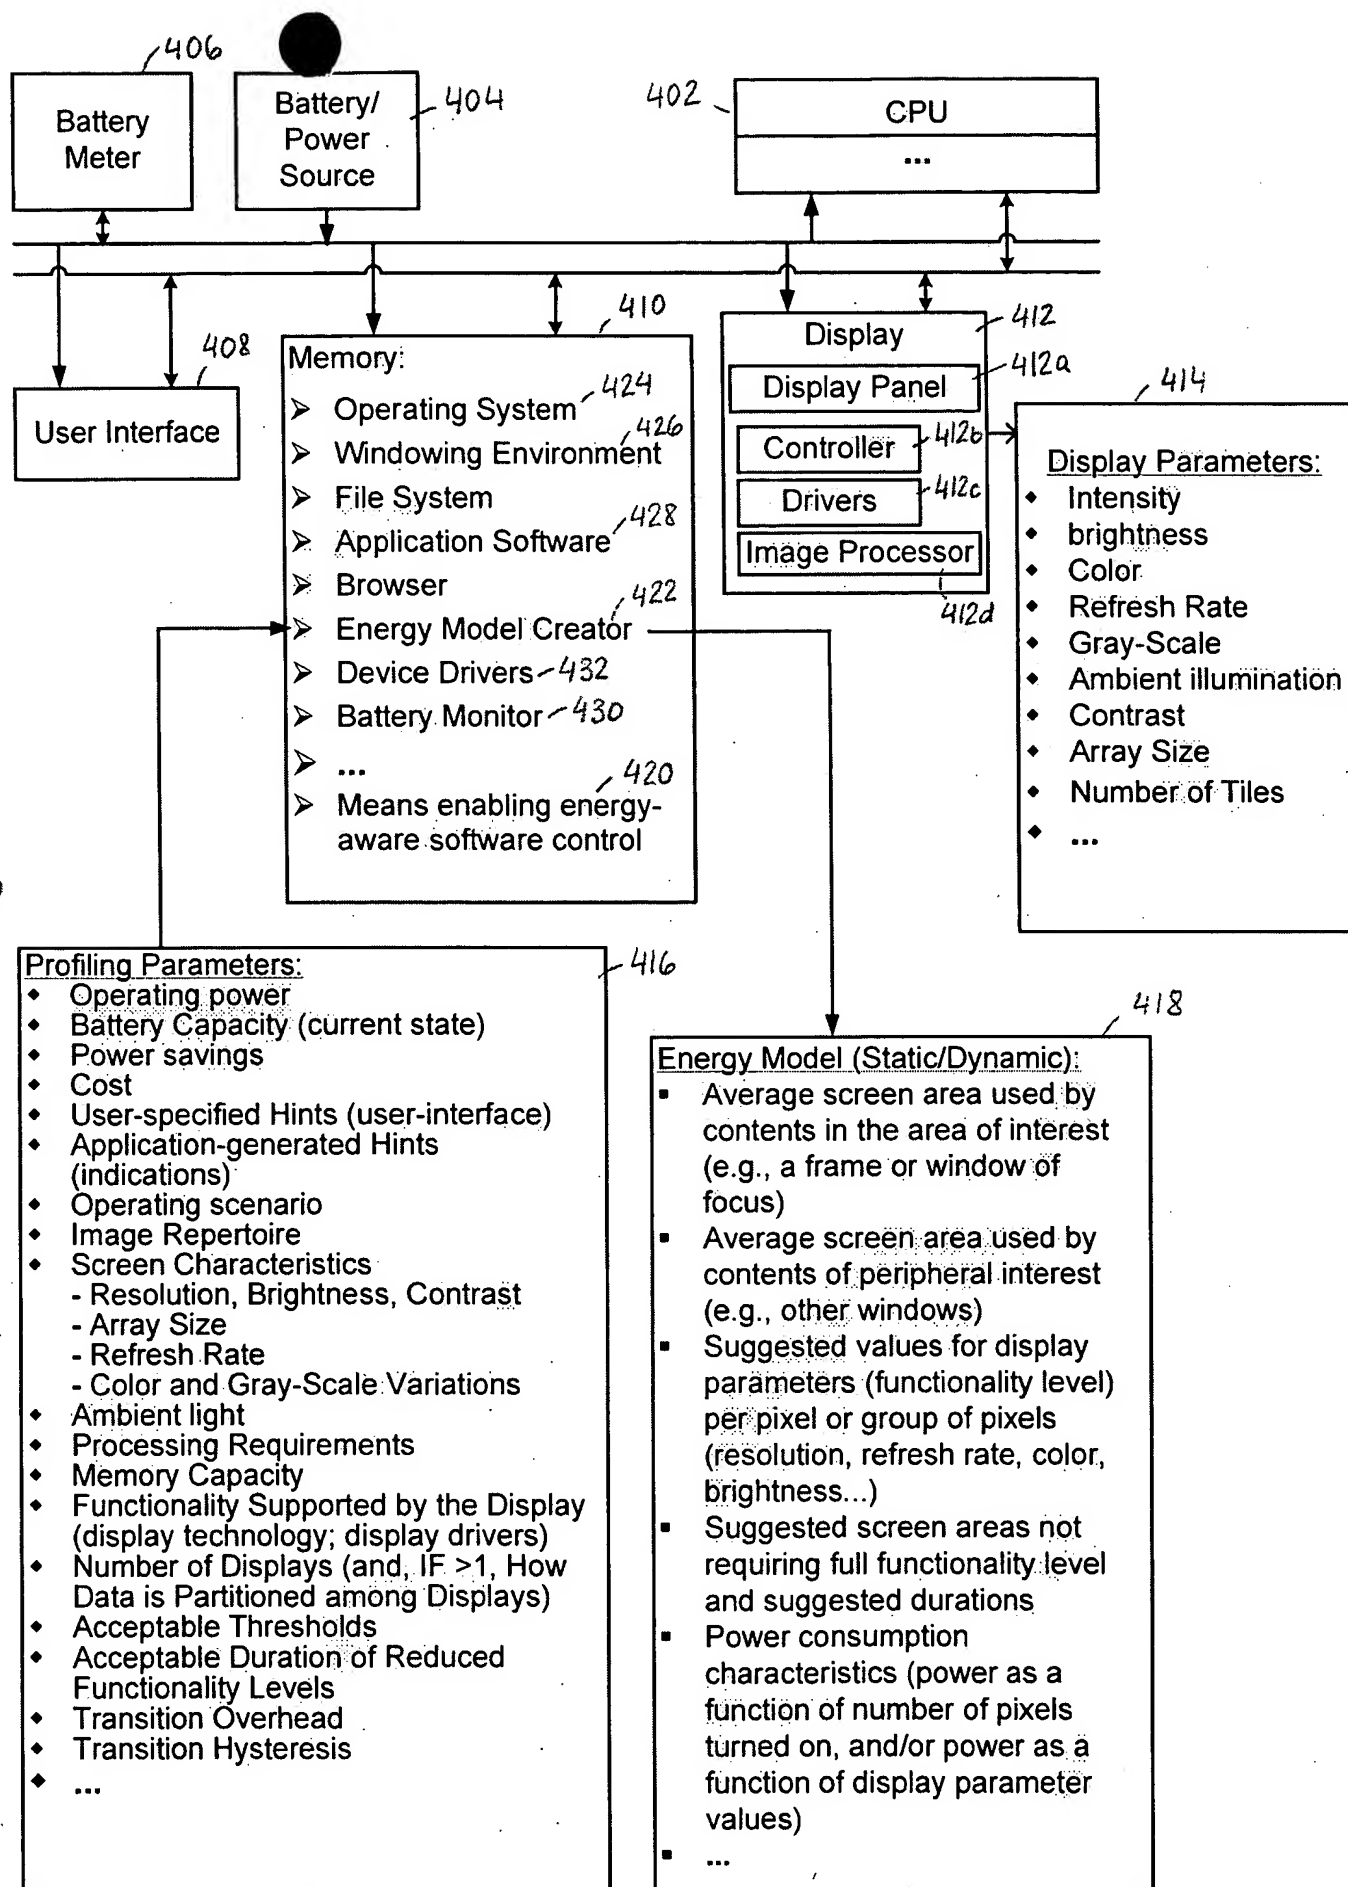 406
Battery
Meter
Battery/
Power
Source
404
402
CPU
...
408
User Interface
410
Memory:
➢ Operating System 424
➢ Windowing Environment 426
➢ File System
➢ Application Software 428
➢ Browser
➢ Energy Model Creator 422
➢ Device Drivers 432
➢ Battery Monitor 430
➢ ...
420
➢ Means enabling energy-
aware software control
Display 412
Display Panel 412a
Controller 412b
Drivers 412c
Image Processor
412d
414
Display Parameters:
◆ Intensity
◆ brightness
◆ Color
◆ Refresh Rate
◆ Gray-Scale
◆ Ambient illumination
◆ Contrast
◆ Array Size
◆ Number of Tiles
◆ ...
416
Profiling Parameters:
◆ Operating power
◆ Battery Capacity (current state)
◆ Power savings
◆ Cost
◆ User-specified Hints (user-interface)
◆ Application-generated Hints
(indications)
◆ Operating scenario
◆ Image Repertoire
◆ Screen Characteristics
- Resolution, Brightness, Contrast
- Array Size
- Refresh Rate
- Color and Gray-Scale Variations
◆ Ambient light
◆ Processing Requirements
◆ Memory Capacity
◆ Functionality Supported by the Display
(display technology; display drivers)
◆ Number of Displays (and, IF >1, How
Data is Partitioned among Displays)
◆ Acceptable Thresholds
◆ Acceptable Duration of Reduced
Functionality Levels
◆ Transition Overhead
◆ Transition Hysteresis
◆ ...
418
Energy Model (Static/Dynamic):
▪ Average screen area used by
contents in the area of interest
(e.g., a frame or window of
focus)
▪ Average screen area used by
contents of peripheral interest
(e.g., other windows)
▪ Suggested values for display
parameters (functionality level)
per pixel or group of pixels
(resolution, refresh rate, color,
brightness...)
▪ Suggested screen areas not
requiring full functionality level
and suggested durations
▪ Power consumption
characteristics (power as a
function of number of pixels
turned on, and/or power as a
function of display parameter
values)
▪ ...